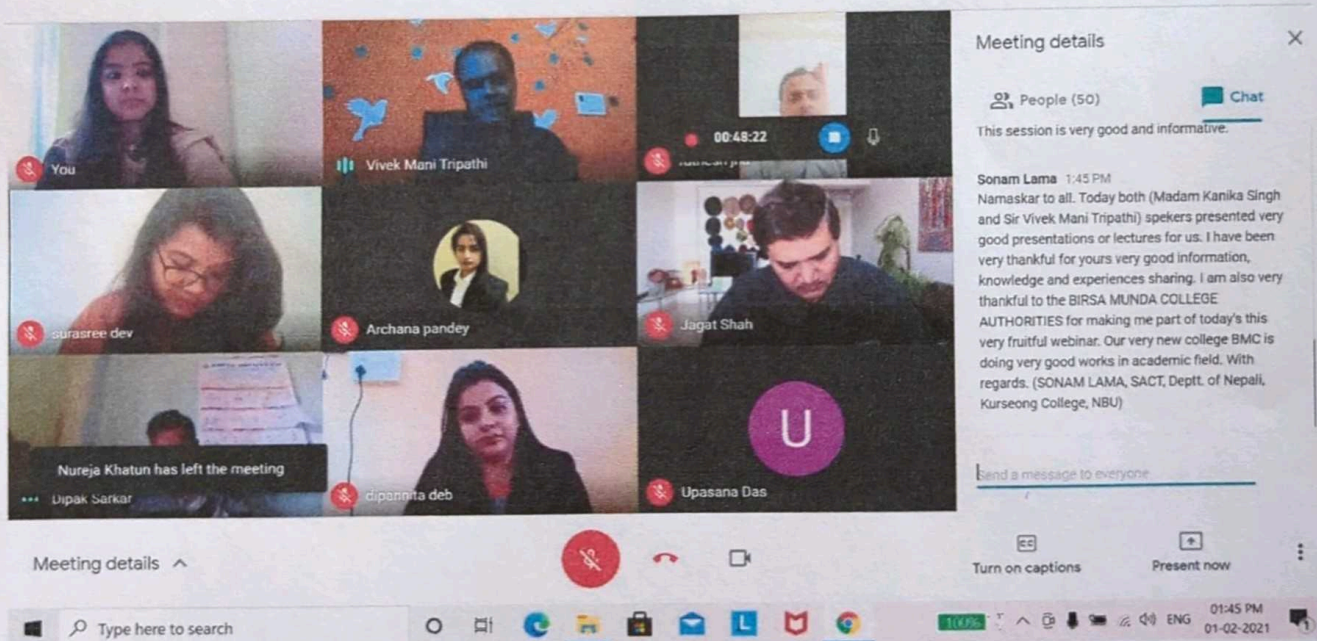 You
Vivek Mani Tripathi
00:48:22
surasree dev
Archana pandey
Jagat Shah
Nureja Khatun has left the meeting
Dipak Sarkar
dipannita deb
U
Upasana Das
Meeting details
People (50)
Chat
This session is very good and informative.
Sonam Lama 1:45 PM
Namaskar to all. Today both (Madam Kanika Singh
and Sir Vivek Mani Tripathi) spekers presented very
good presentations or lectures for us. I have been
very thankful for yours very good information,
knowledge and experiences sharing. I am also very
thankful to the BIRSA MUNDA COLLEGE
AUTHORITIES for making me part of today's this
very fruitful webinar. Our very new college BMC is
doing very good works in academic field. With
regards. (SONAM LAMA, SACT, Deptt. of Nepali,
Kurseong College, NBU)
Send a message to everyone
Meeting details
CC
Turn on captions
Present now
Type here to search
L
100%
ENG
01:45 PM
01-02-2021
1